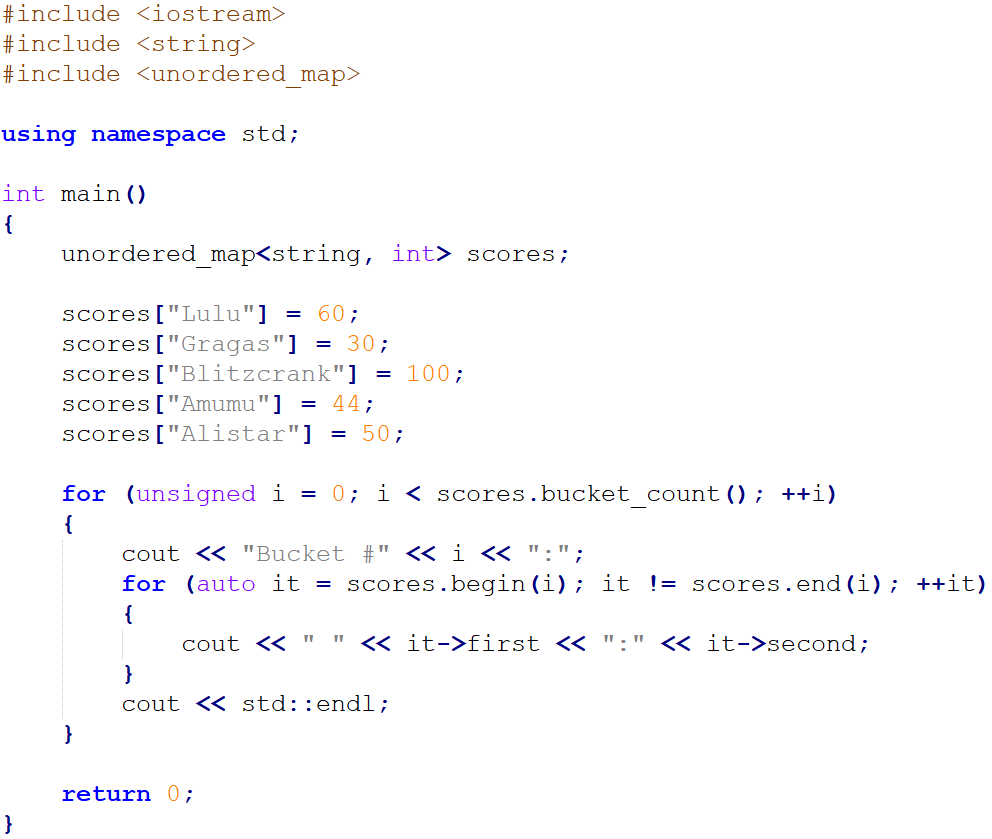 #include <iostream>
#include <string>
#include <unordered_map>

using namespace std;

int main()
{
    unordered_map<string, int> scores;

    scores["Lulu"] = 60;
    scores["Gragas"] = 30;
    scores["Blitzcrank"] = 100;
    scores["Amumu"] = 44;
    scores["Alistar"] = 50;

    for (unsigned i = 0; i < scores.bucket_count(); ++i)
    {
        cout << "Bucket #" << i << ":";
        for (auto it = scores.begin(i); it != scores.end(i); ++it)
        {
            cout << " " << it->first << ":" << it->second;
        }
        cout << std::endl;
    }

    return 0;
}